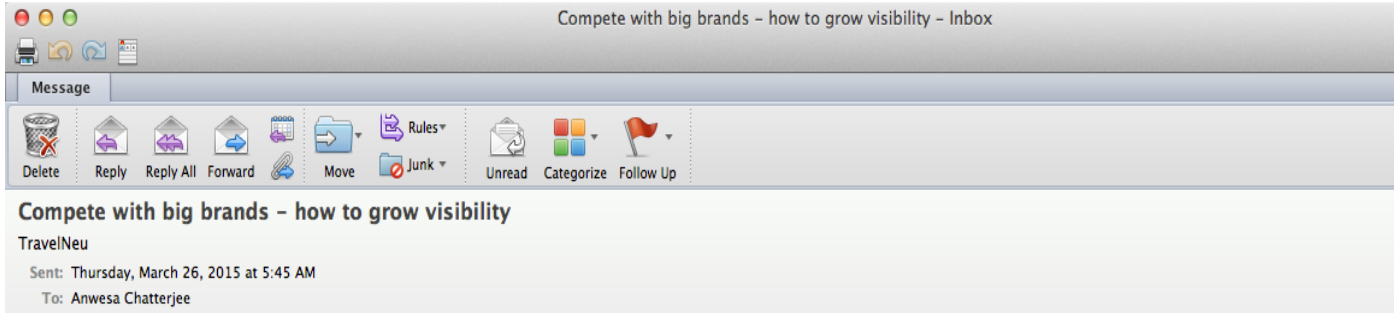 Compete with big brands – how to grow visibility – Inbox
Message
Delete Reply Reply All Forward Move Rules Junk Unread Categorize Follow Up
Compete with big brands – how to grow visibility
TravelNeu
Sent: Thursday, March 26, 2015 at 5:45 AM
To: Anwesa Chatterjee